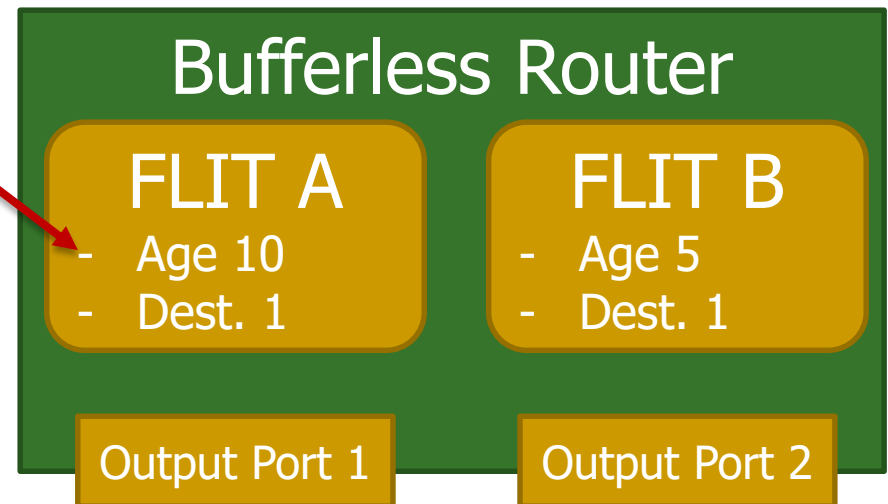 Bufferless Router
FLIT A
- Age 10
- Dest. 1
FLIT B
- Age 5
- Dest. 1
Output Port 1
Output Port 2